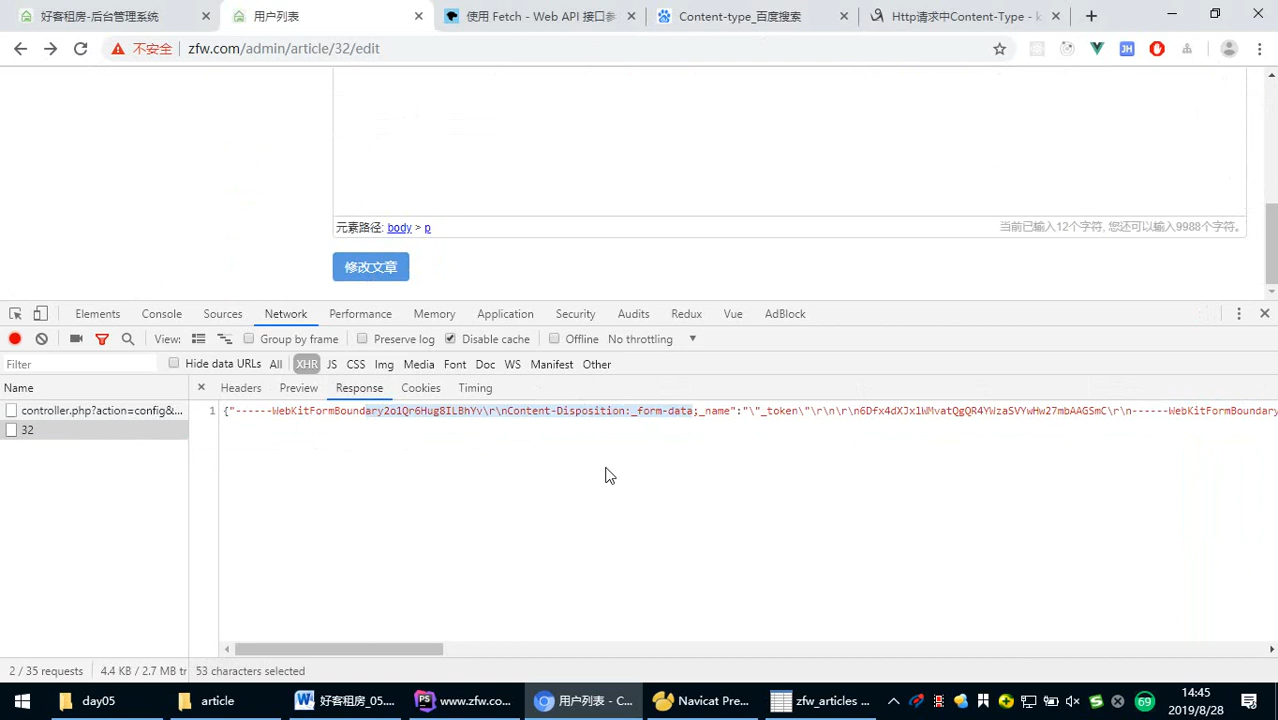 好客租房-后台管理系统
用户列表
使用 Fetch - Web API 接口参
Content-type_百度搜索
Http请求中Content-Type - k
不安全
zfw.com/admin/article/32/edit
JH
元素路径: body > p
当前已输入12个字符, 您还可以输入9988个字符。
修改文章
Elements
Console
Sources
Network
Performance
Memory
Application
Security
Audits
Redux
Vue
AdBlock
View:
Group by frame
Preserve log
Disable cache
Offline
No throttling
Filter
Hide data URLs
All
XHR
JS
CSS
Img
Media
Font
Doc
WS
Manifest
Other
Name
Headers
Preview
Response
Cookies
Timing
controller.php?action=config&...
32
1
{"------WebKitFormBoundary2o1Qr6Hug8ILBhYv\r\nContent-Disposition:_form-data;_name":"\"_token\"\r\n\r\n6Dfx4dXJxlWMvatQgQR4YWzaSVYwHw27mbAAGSmC\r\n------WebKitFormBoundary
2 / 35 requests
4.4 KB / 2.7 MB tr
53 characters selected
day05
article
好客租房_05....
PS
www.zfw.co...
用户列表 - C...
Navicat Pre...
zfw_articles ...
69
14:45
2019/8/28